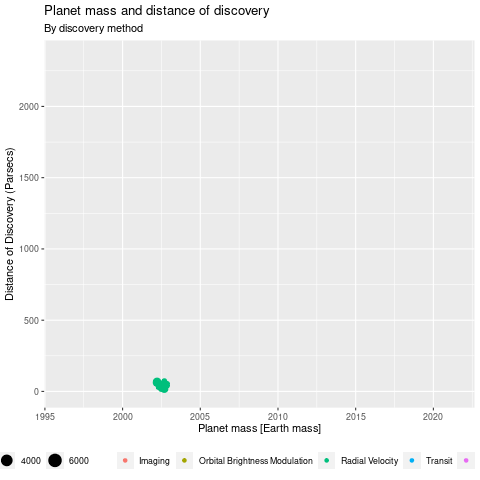 Planet mass and distance of discovery
By discovery method
Distance of Discovery (Parsecs)
2000
1500
1000
500
0
1995 2000 2005 2010 2015 2020
Planet mass [Earth mass]
4000 6000 Imaging Orbital Brightness Modulation Radial Velocity Transit